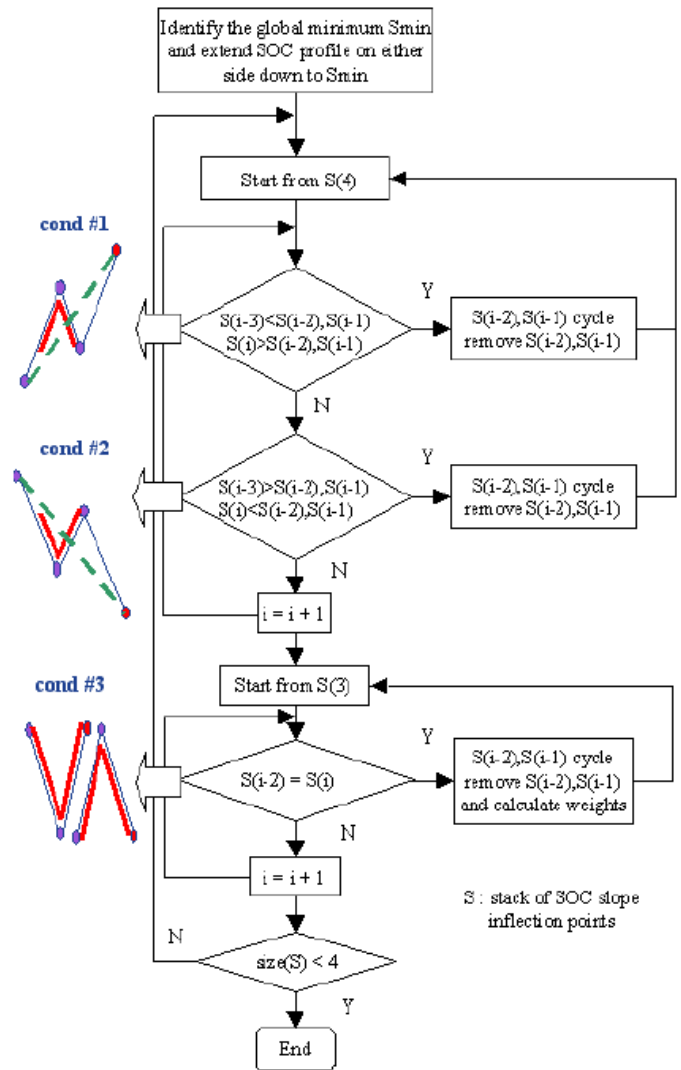 Identify the global minimum Smin
and extend SOC profile on either
side down to Smin
Start from S(4)
cond #1
S(i-3)<S(i-2),S(i-1)
S(i)>S(i-2),S(i-1)
Y
S(i-2),S(i-1) cycle
remove S(i-2),S(i-1)
N
cond #2
S(i-3)>S(i-2),S(i-1)
S(i)<S(i-2),S(i-1)
Y
S(i-2),S(i-1) cycle
remove S(i-2),S(i-1)
N
i = i + 1
Start from S(3)
cond #3
S(i-2) = S(i)
Y
S(i-2),S(i-1) cycle
remove S(i-2),S(i-1)
and calculate weights
N
i = i + 1
S : stack of SOC slope
inflection points
N
size(S) < 4
Y
End